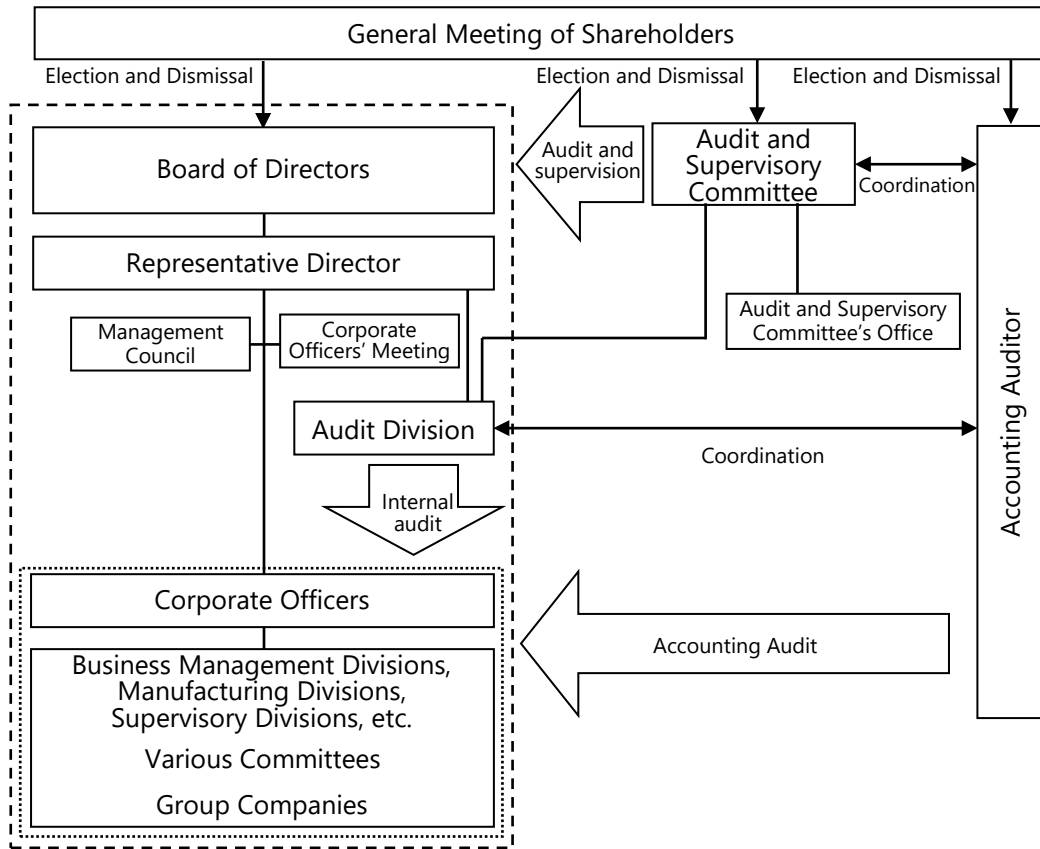 General Meeting of Shareholders
Election and Dismissal
Election and Dismissal
Election and Dismissal
Board of Directors
Audit and
supervision
Audit and
Supervisory
Committee
Coordination
Representative Director
Management
Council
Corporate
Officers’ Meeting
Audit and Supervisory
Committee’s Office
Accounting Auditor
Audit Division
Coordination
Internal
audit
Corporate Officers
Accounting Audit
Business Management Divisions,
Manufacturing Divisions,
Supervisory Divisions, etc.
Various Committees
Group Companies